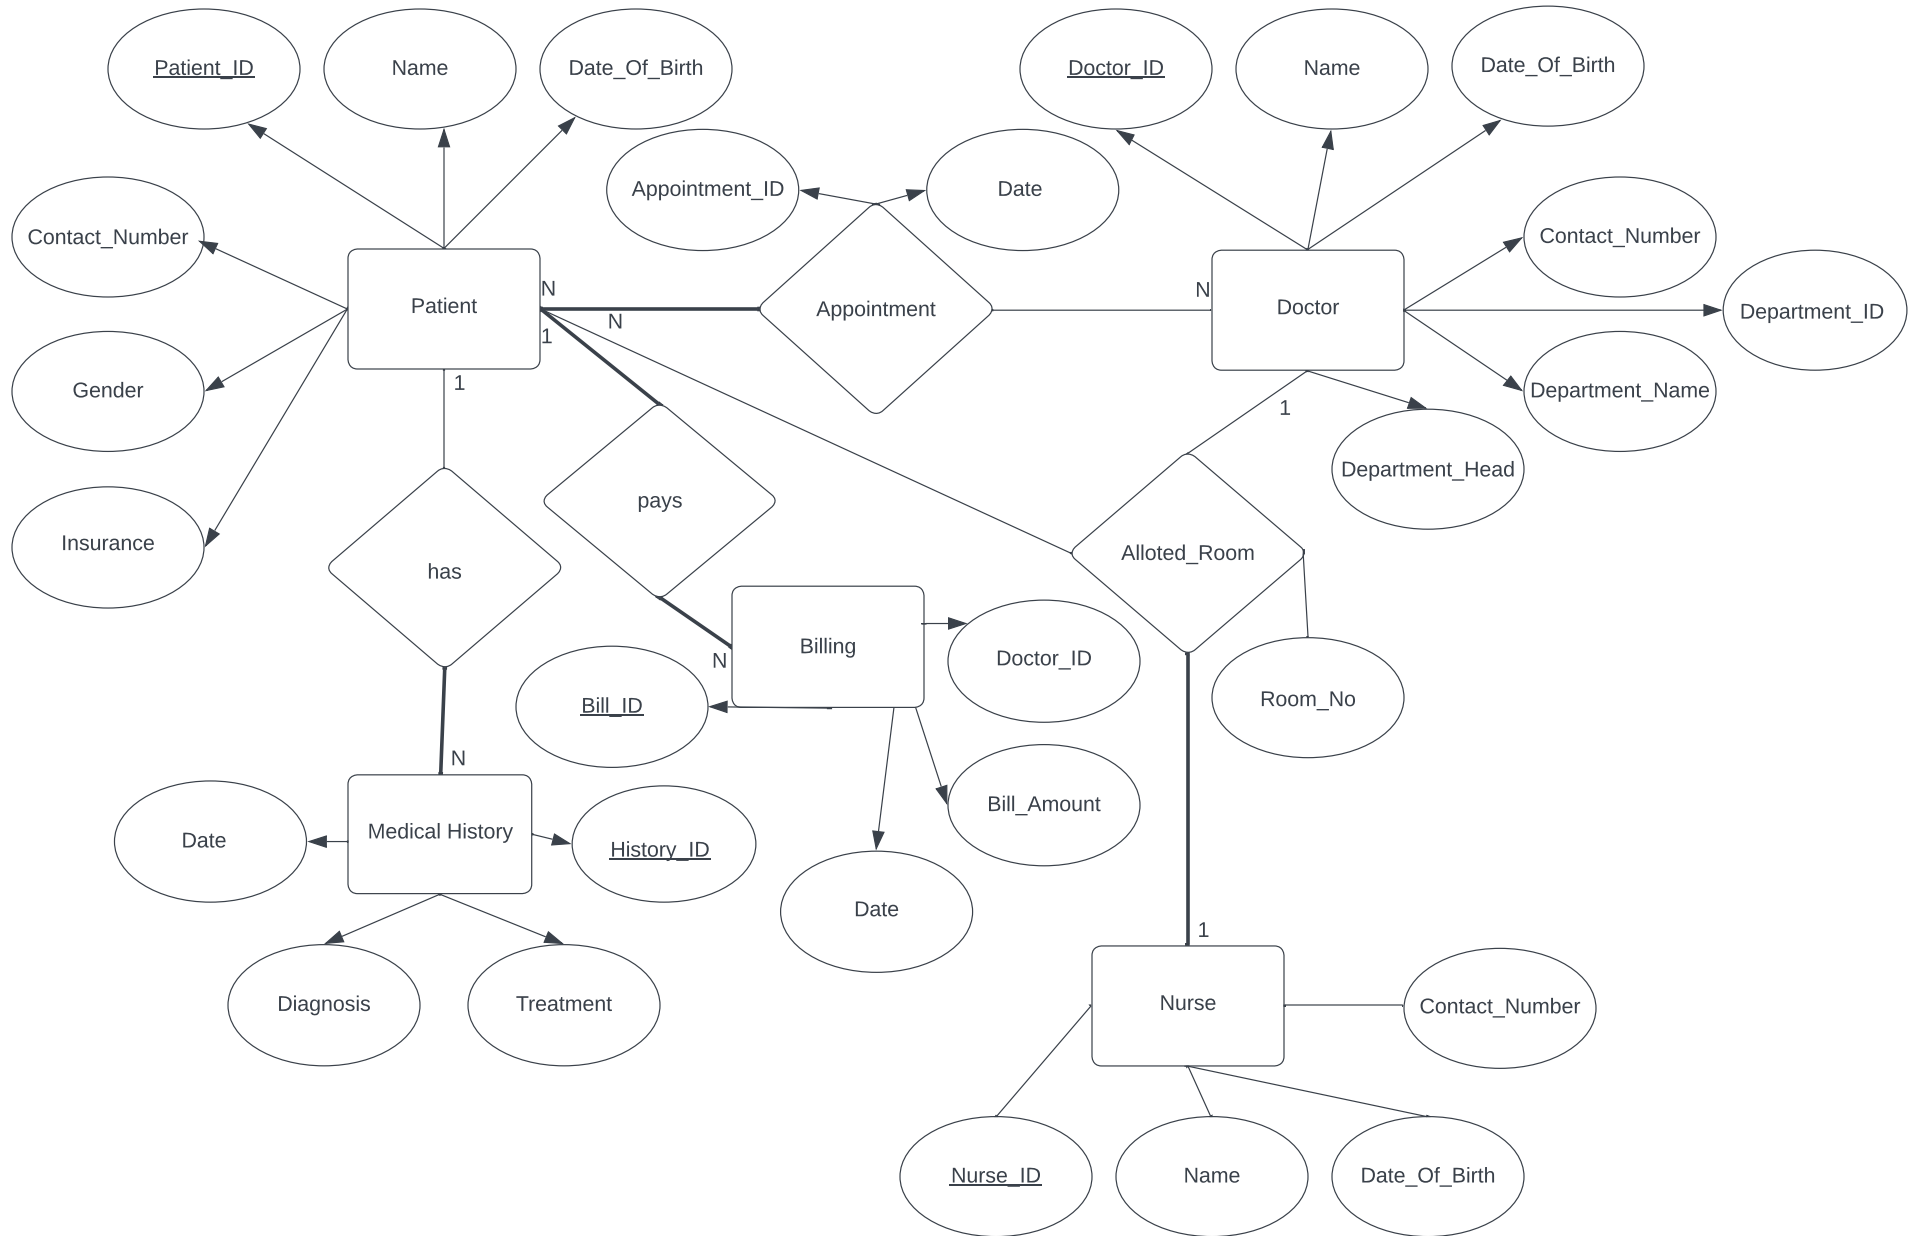 Patient_ID
Name
Date_Of_Birth
Doctor_ID
Name
Date_Of_Birth
Appointment_ID
Date
Contact_Number
Contact_Number
Patient
N
N
1
1
Appointment
N
Doctor
Department_ID
Gender
Department_Name
1
Department_Head
Insurance
has
pays
Alloted_Room
Billing
N
Doctor_ID
Bill_ID
Room_No
N
Date
Medical History
History_ID
Bill_Amount
Date
1
Diagnosis
Treatment
Nurse
Contact_Number
Nurse_ID
Name
Date_Of_Birth